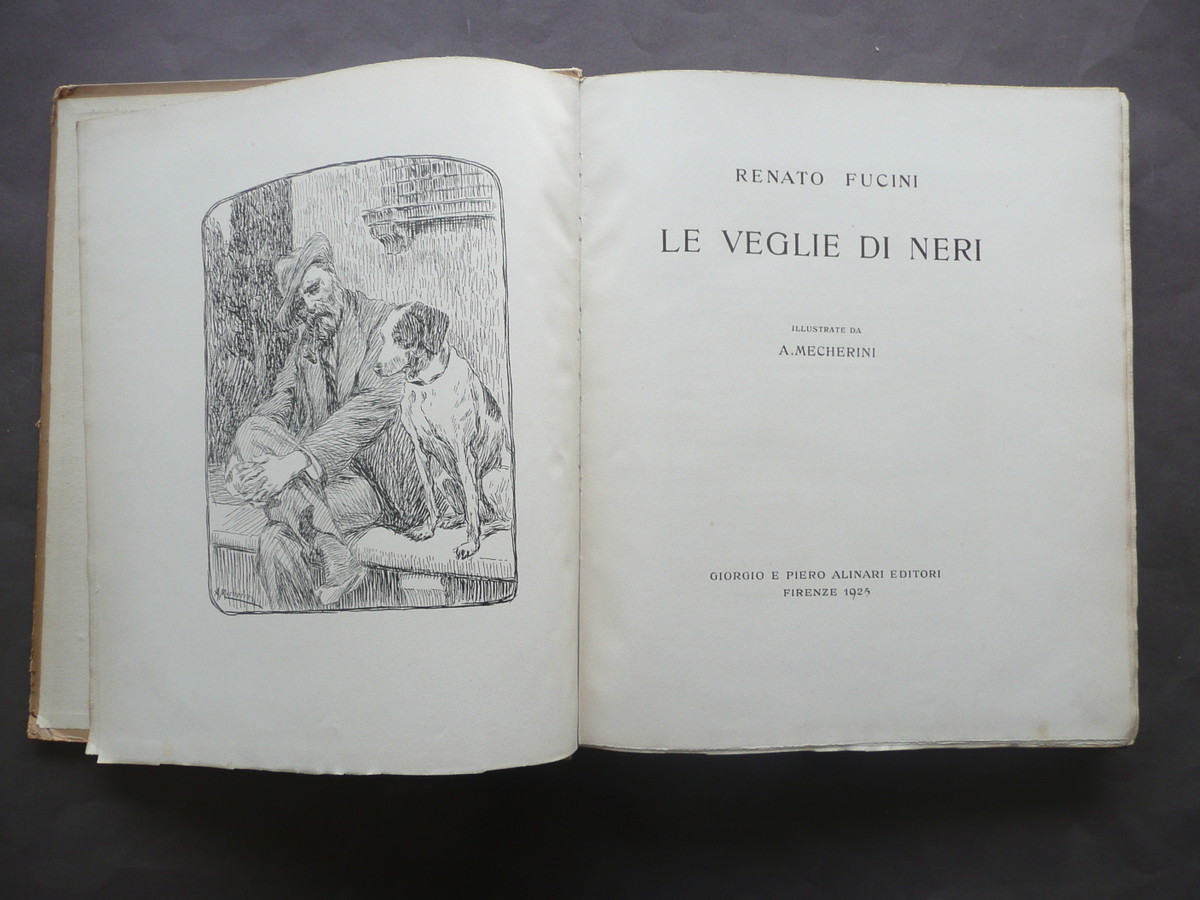 RENATO FUCINI
LE VEGLIE DI NERI
ILLUSTRATE DA
A.MECHERINI
GIORGIO E PIERO ALINARI EDITORI
FIRENZE 1925